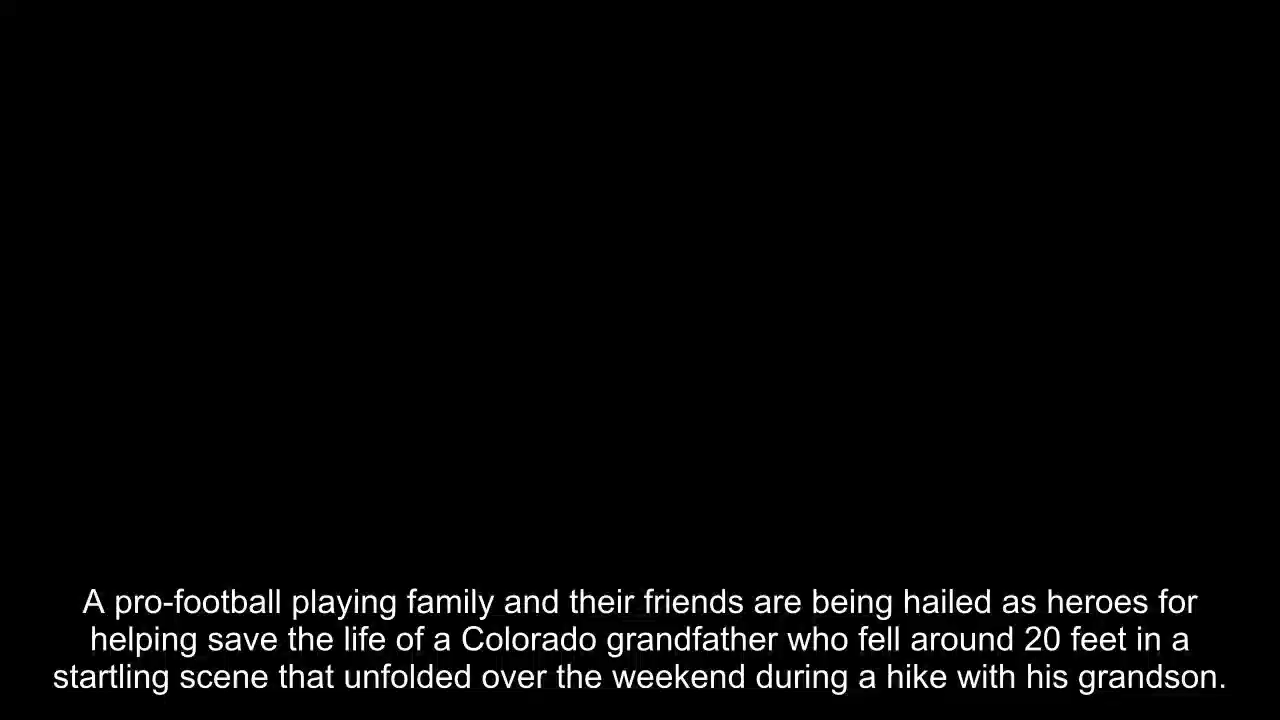 A pro-football playing family and their friends are being hailed as heroes for
helping save the life of a Colorado grandfather who fell around 20 feet in a
startling scene that unfolded over the weekend during a hike with his grandson.